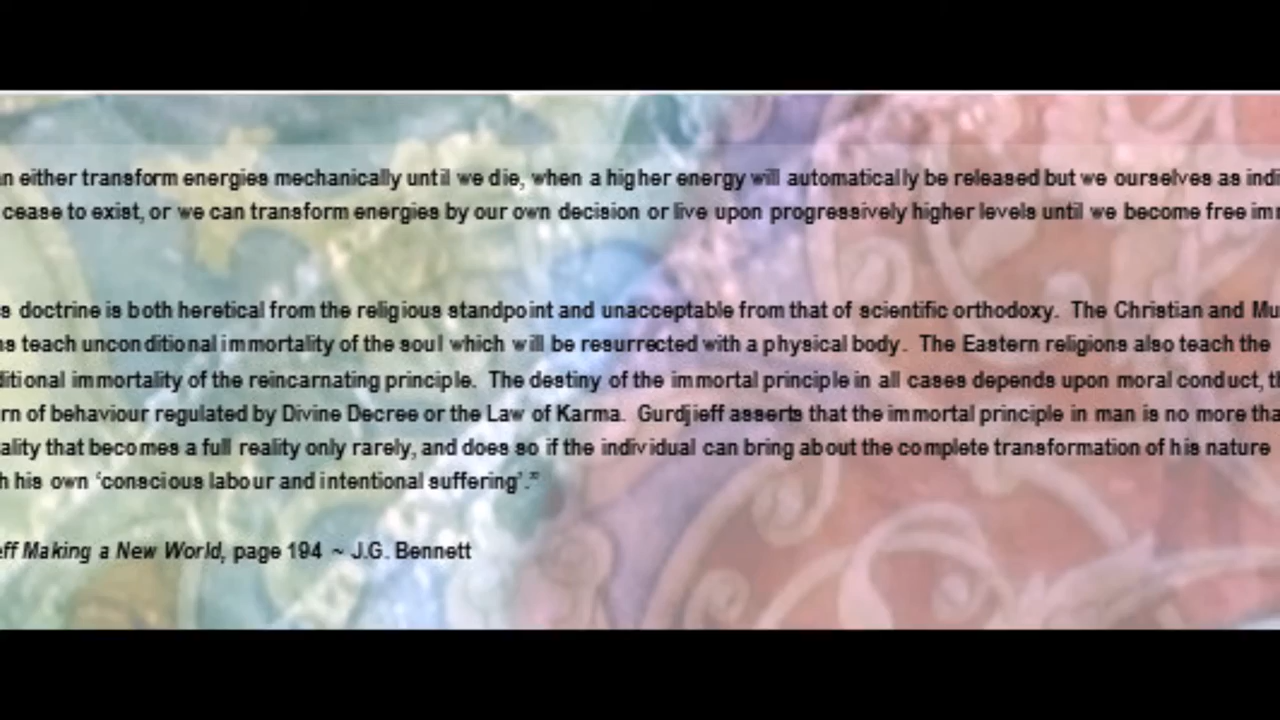 n either transform energies mechanically until we die, when a higher energy will automatically be released but we ourselves as indi
cease to exist, or we can transform energies by our own decision or live upon progressively higher levels until we become free imm
s doctrine is both heretical from the religious standpoint and unacceptable from that of scientific orthodoxy. The Christian and Mu
ns teach unconditional immortality of the soul which will be resurrected with a physical body. The Eastern religions also teach the
ditional immortality of the reincarnating principle. The destiny of the immortal principle in all cases depends upon moral conduct, th
rn of behaviour regulated by Divine Decree or the Law of Karma. Gurdjieff asserts that the immortal principle in man is no more tha
ality that becomes a full reality only rarely, and does so if the individual can bring about the complete transformation of his nature
h his own ‘conscious labour and intentional suffering’.”
eff Making a New World, page 194 ~ J.G. Bennett